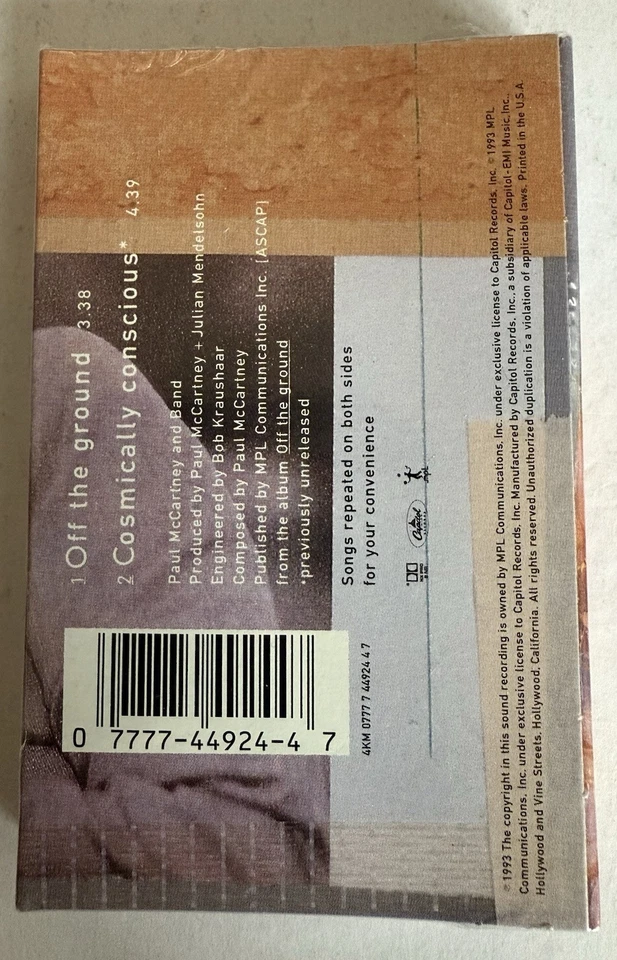 1 Off the ground 3.38
2 Cosmically conscious* 4.39
Paul McCartney and Band
Produced by Paul McCartney + Julian Mendelsohn
Engineered by Bob Kraushaar
Composed by Paul McCartney
Published by MPL Communications Inc. [ASCAP]
from the album Off the ground
*previously unreleased
Songs repeated on both sides
for your convenience
Capitol
mpl
0 7777-44924-4 7
4KM 0777 7 44924 4 7
℗1993 The copyright in this sound recording is owned by MPL Communications, Inc. under exclusive license to Capitol Records, Inc. ©1993 MPL
Communications, Inc. under exclusive license to Capitol Records, Inc. Manufactured by Capitol Records, Inc., a subsidiary of Capitol-EMI Music, Inc.,
Hollywood and Vine Streets, Hollywood, California. All rights reserved. Unauthorized duplication is a violation of applicable laws. Printed in the U.S.A.